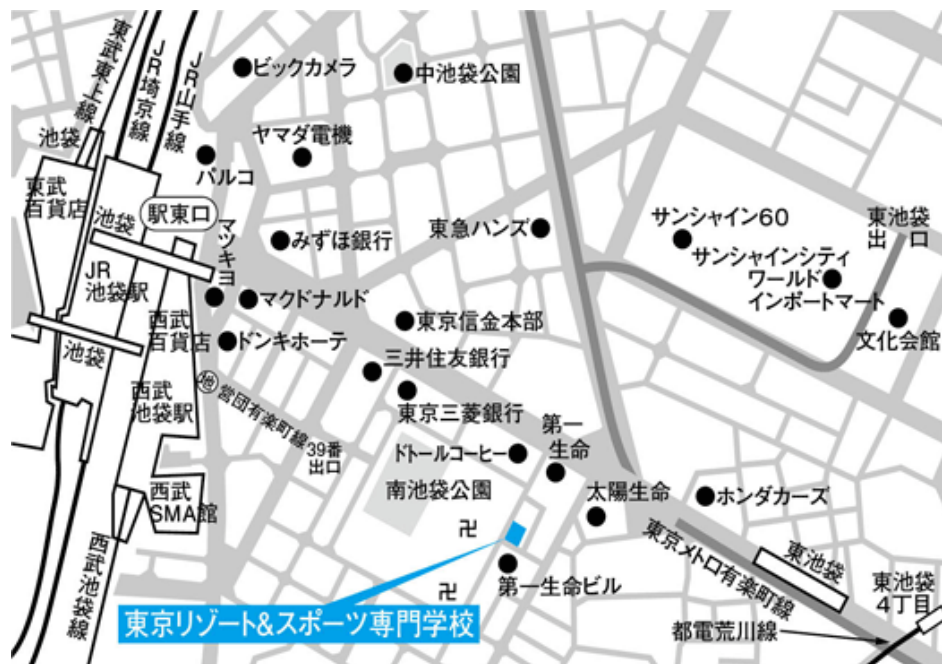 東武東上線
JR埼京線
JR山手線
ビックカメラ
中池袋公園
池袋
ヤマダ電機
パルコ
東武
百貨店
駅東口
池袋
マツキヨ
みずほ銀行
東急ハンズ
サンシャイン60
東池袋
出口
サンシャインシティ
ワールド
インポートマート
JR
池袋駅
マクドナルド
西武
百貨店
ドンキホーテ
東京信金本部
文化会館
池袋
三井住友銀行
西武
池袋駅
地
営団有楽町線
39番
出口
東京三菱銀行
第一
生命
ドトールコーヒー
南池袋公園
太陽生命
ホンダカーズ
西武
SMA館
卍
東京メトロ有楽町線
東池袋
西武池袋線
第一生命ビル
卍
東池袋
4丁目
東京リゾート&スポーツ専門学校
都電荒川線